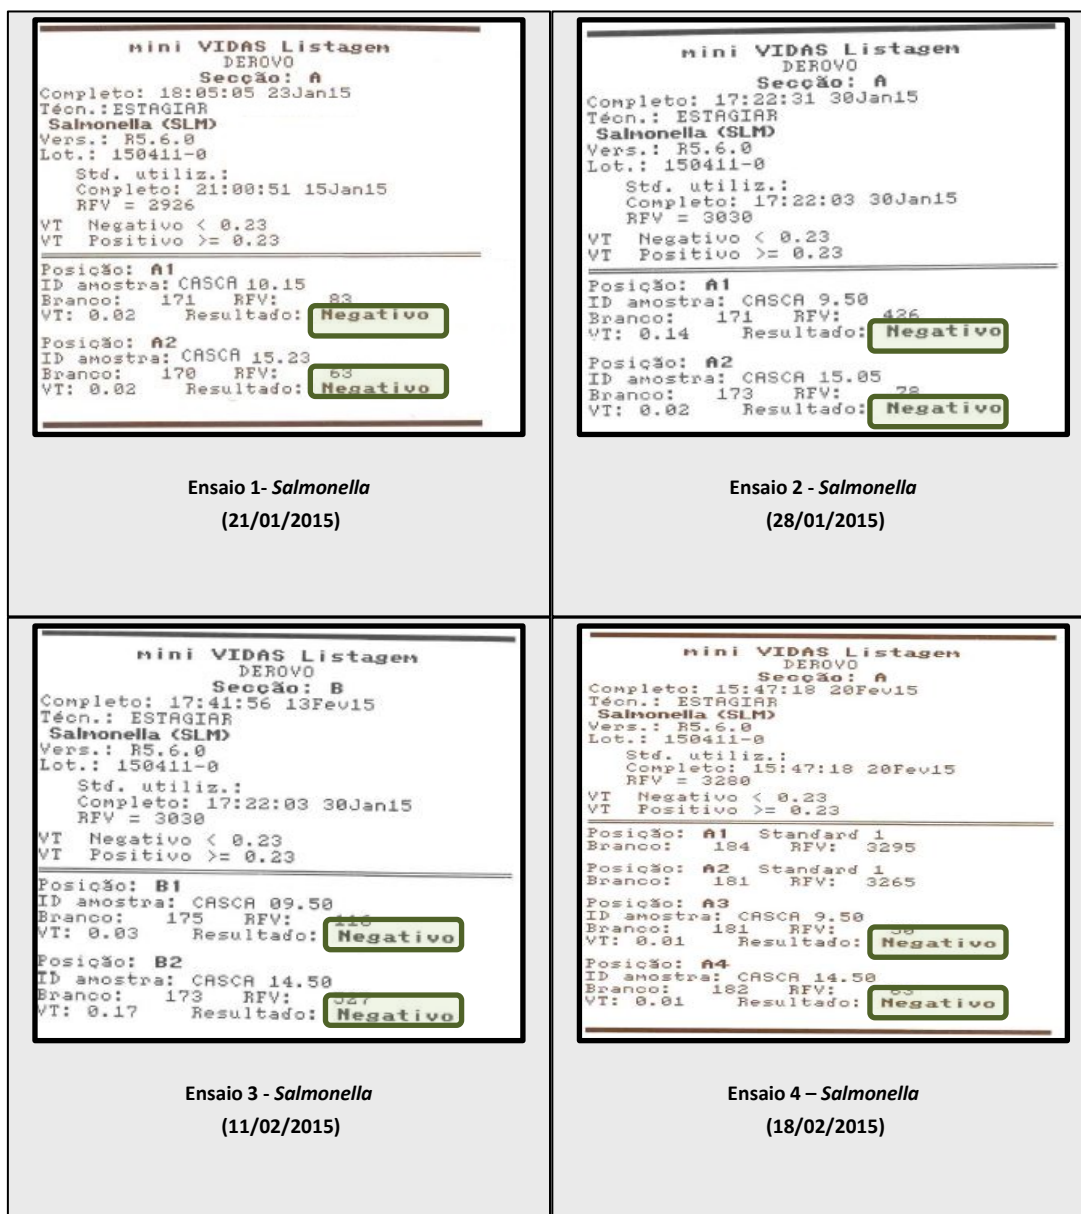 mini VIDAS Listagem
DEROVO
Secção: A
Completo: 18:05:05 23Jan15
Técn.:ESTAGIAR
Salmonella (SLM)
Vers.: R5.6.0
Lot.: 150411-0
Std. utiliz.:
Completo: 21:00:51 15Jan15
RFV = 2926
VT Negativo < 0.23
VT Positivo >= 0.23
Posição: A1
ID amostra: CASCA 10.15
Branco: 171 RFV: 83
VT: 0.02 Resultado: Negativo
Posição: A2
ID amostra: CASCA 15.23
Branco: 170 RFV: 63
VT: 0.02 Resultado: Negativo
Ensaio 1- Salmonella
(21/01/2015)
mini VIDAS Listagem
DEROVO
Secção: A
Completo: 17:22:31 30Jan15
Técn.: ESTAGIAR
Salmonella (SLM)
Vers.: R5.6.0
Lot.: 150411-0
Std. utiliz.:
Completo: 17:22:03 30Jan15
RFV = 3030
VT Negativo < 0.23
VT Positivo >= 0.23
Posição: A1
ID amostra: CASCA 9.50
Branco: 171 RFV: 426
VT: 0.14 Resultado: Negativo
Posição: A2
ID amostra: CASCA 15.05
Branco: 173 RFV: 78
VT: 0.02 Resultado: Negativo
Ensaio 2 - Salmonella
(28/01/2015)
mini VIDAS Listagem
DEROVO
Secção: B
Completo: 17:41:56 13Fev15
Técn.: ESTAGIAR
Salmonella (SLM)
Vers.: R5.6.0
Lot.: 150411-0
Std. utiliz.:
Completo: 17:22:03 30Jan15
RFV = 3030
VT Negativo < 0.23
VT Positivo >= 0.23
Posição: B1
ID amostra: CASCA 09.50
Branco: 175 RFV:
VT: 0.03 Resultado: Negativo
Posição: B2
ID amostra: CASCA 14.50
Branco: 173 RFV:
VT: 0.17 Resultado: Negativo
Ensaio 3 - Salmonella
(11/02/2015)
mini VIDAS Listagem
DEROVO
Secção: A
Completo: 15:47:18 20Fev15
Técn.: ESTAGIAR
Salmonella (SLM)
Vers.: R5.6.0
Lot.: 150411-0
Std. utiliz.:
Completo: 15:47:18 20Fev15
RFV = 3280
VT Negativo < 0.23
VT Positivo >= 0.23
Posição: A1 Standard 1
Branco: 184 RFV: 3295
Posição: A2 Standard 1
Branco: 181 RFV: 3265
Posição: A3
ID amostra: CASCA 9.50
Branco: 181 RFV:
VT: 0.01 Resultado: Negativo
Posição: A4
ID amostra: CASCA 14.50
Branco: 182 RFV:
VT: 0.01 Resultado: Negativo
Ensaio 4 – Salmonella
(18/02/2015)